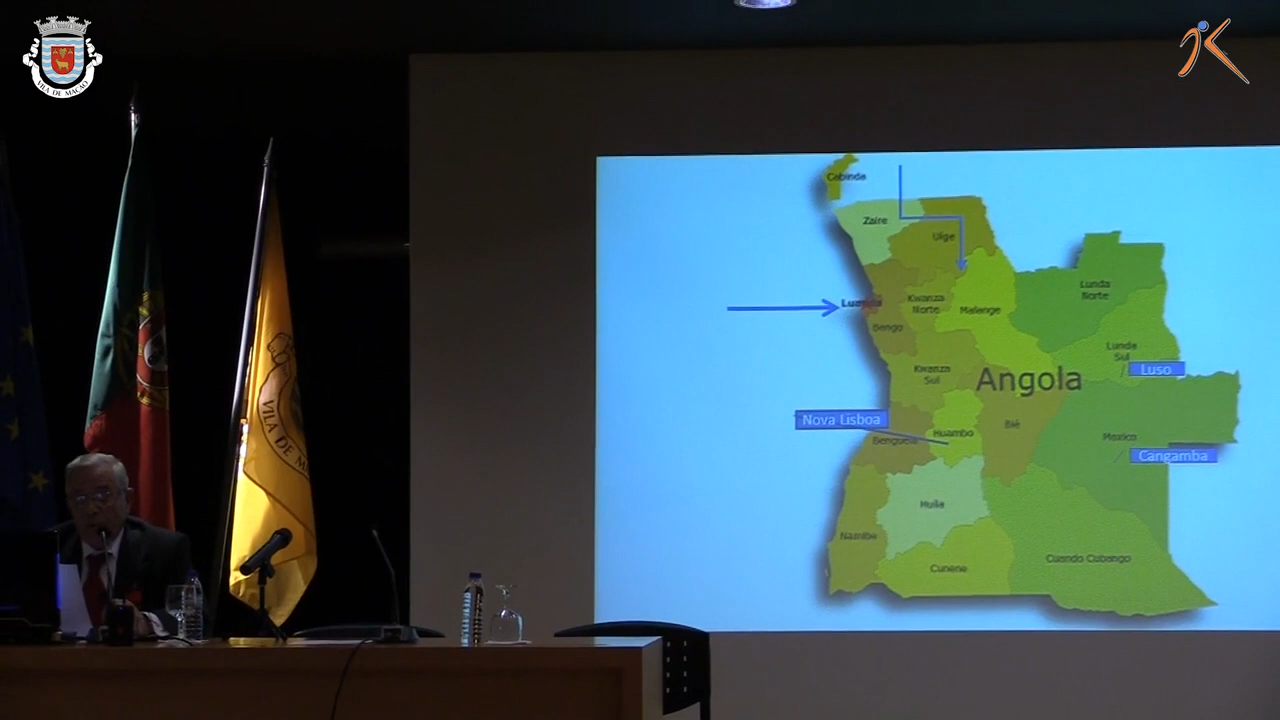 VILA DE MAÇÃO
VILA DE MA
Cabinda
Zaire
Uíge
Lunda
Norte
Luanda
Kwanza
Norte
Malange
Bengo
Lunda
Sul
Luso
Kwanza
Sul
Angola
Nova Lisboa
Huambo
Bié
Benguela
Moxico
Cangamba
Huíla
Namibe
Cunene
Cuando Cubango